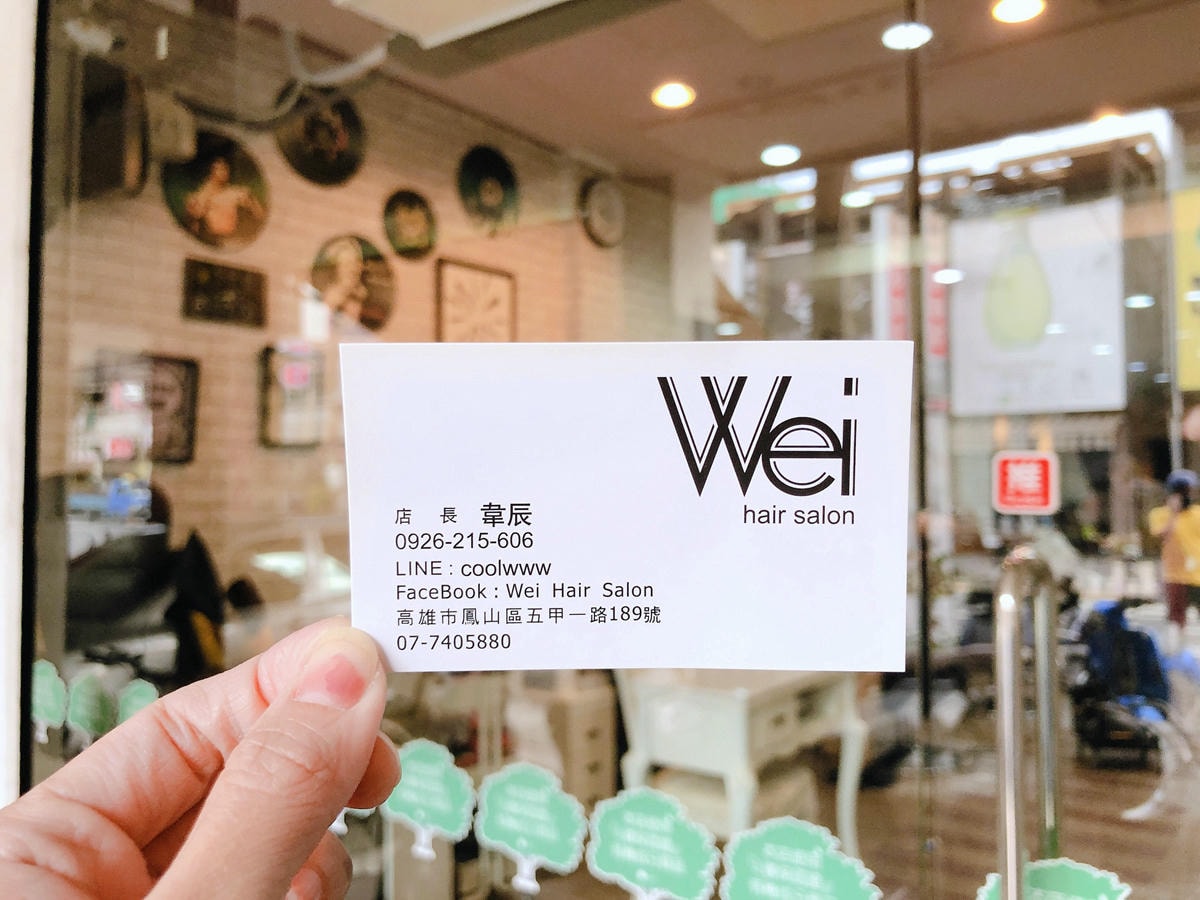 Wei
hair salon
店 長 韋辰
0926-215-606
LINE : coolwww
FaceBook : Wei Hair Salon
高雄市鳳山區五甲一路189號
07-7405880